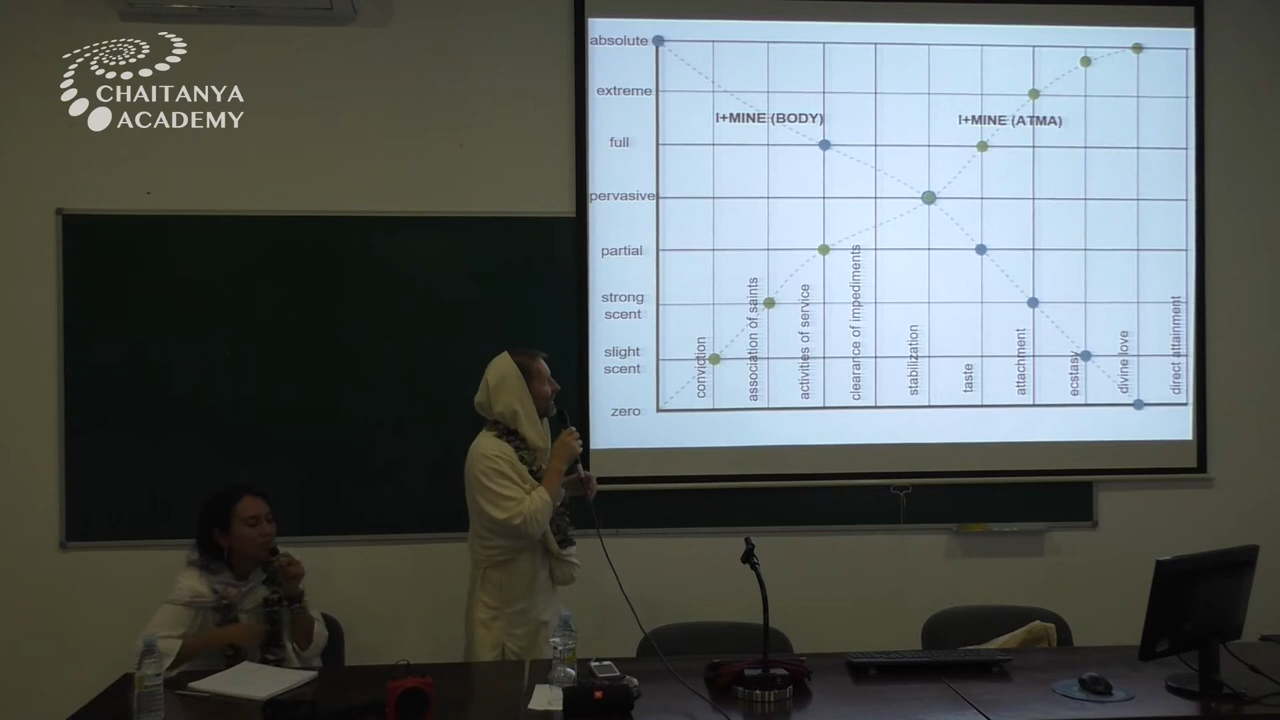 CHAITANYA
ACADEMY
absolute
extreme
full
pervasive
partial
strong
scent
slight
scent
zero
I+MINE (BODY)
I+MINE (ATMA)
conviction
association of saints
activities of service
clearance of impediments
stabilization
taste
attachment
ecstasy
divine love
direct attainment